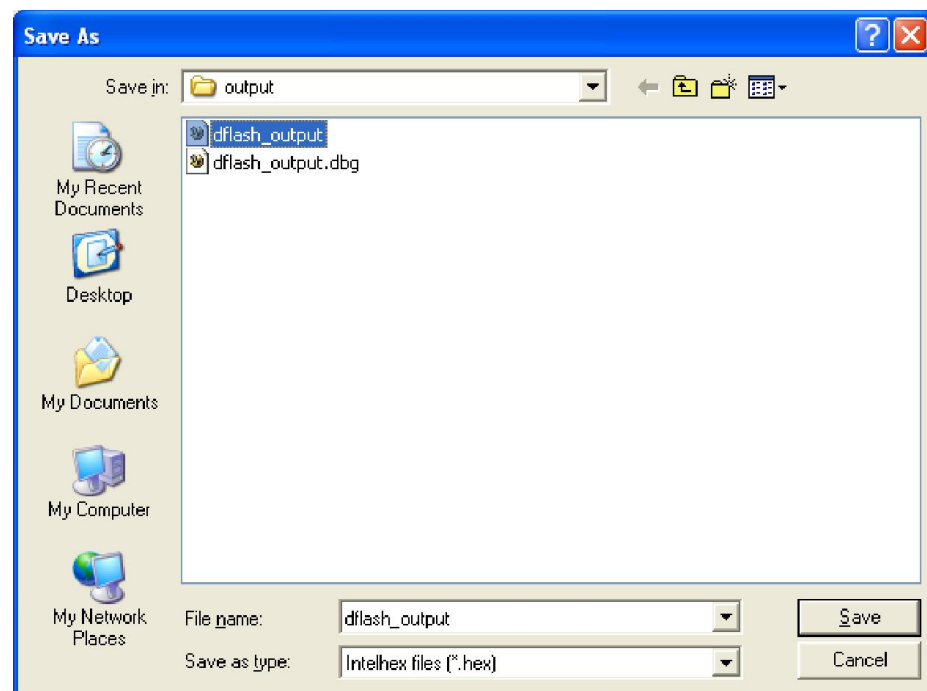 Save As
Save in: output
dflash_output
dflash_output.dbg
My Recent
Documents
Desktop
My Documents
My Computer
My Network
Places
File name: dflash_output Save
Save as type: Intelhex files (*.hex) Cancel